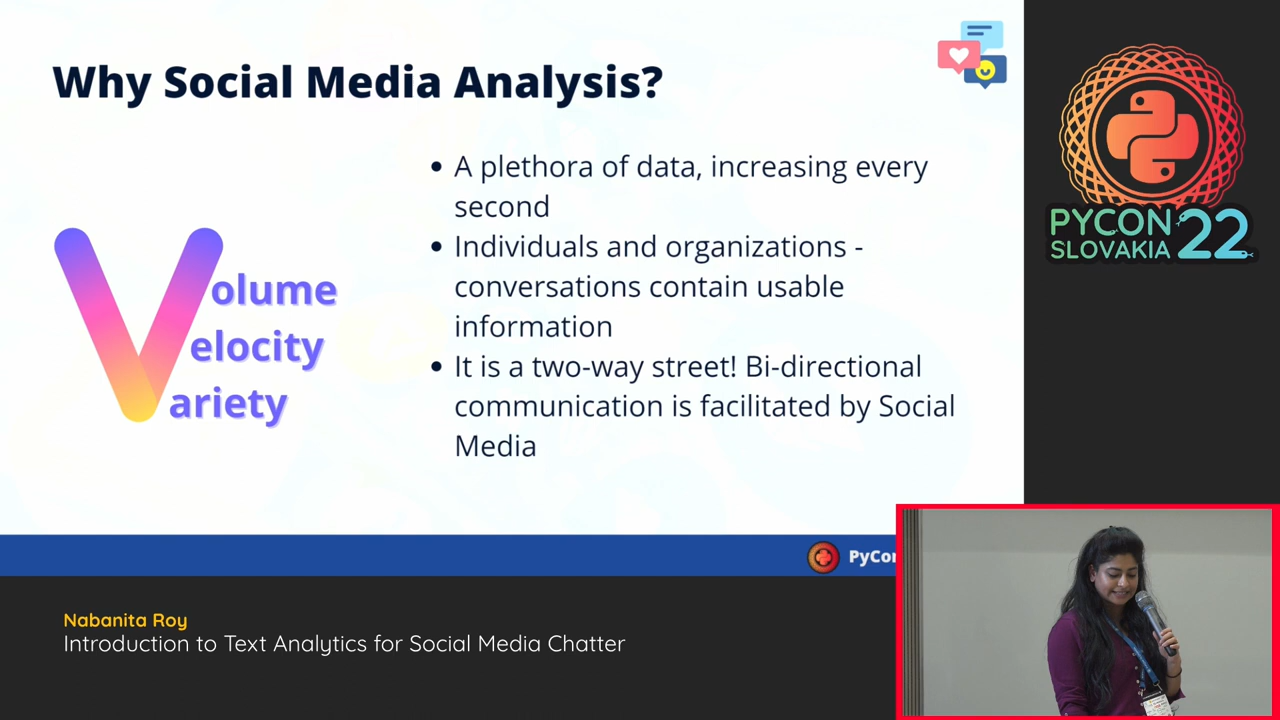 Why Social Media Analysis?
Volume
elocity
ariety
• A plethora of data, increasing every
second
• Individuals and organizations -
conversations contain usable
information
• It is a two-way street! Bi-directional
communication is facilitated by Social
Media
PYCON
SLOVAKIA 22
PyCon
Nabanita Roy
Introduction to Text Analytics for Social Media Chatter